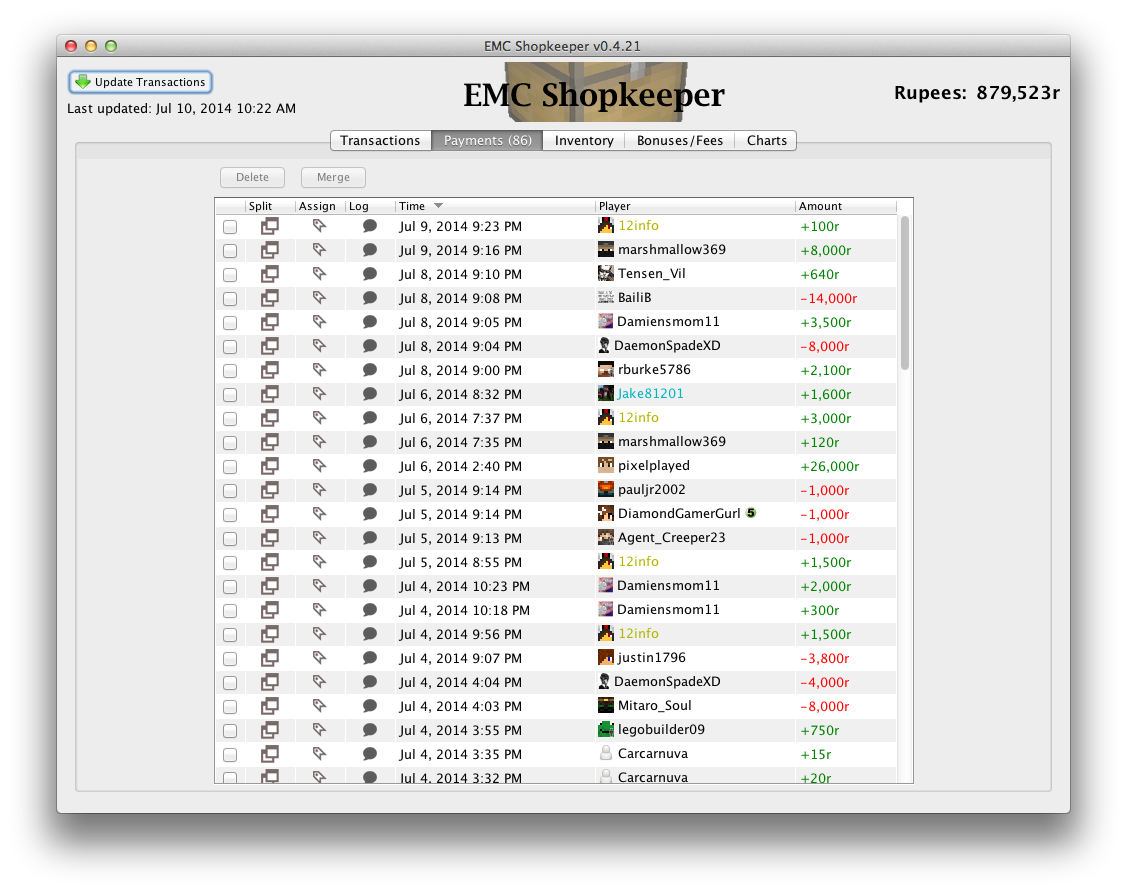 EMC Shopkeeper v0.4.21
Update Transactions
Last updated: Jul 10, 2014 10:22 AM
EMC Shopkeeper
Rupees: 879,523r
Transactions Payments (86) Inventory Bonuses/Fees Charts
Delete Merge
Split Assign Log Time Player Amount
Jul 9, 2014 9:23 PM 12info +100r
Jul 9, 2014 9:16 PM marshmallow369 +8,000r
Jul 8, 2014 9:10 PM Tensen_Vil +640r
Jul 8, 2014 9:08 PM BailiB -14,000r
Jul 8, 2014 9:05 PM Damiensmom11 +3,500r
Jul 8, 2014 9:04 PM DaemonSpadeXD -8,000r
Jul 8, 2014 9:00 PM rburke5786 +2,100r
Jul 6, 2014 8:32 PM Jake81201 +1,600r
Jul 6, 2014 7:37 PM 12info +3,000r
Jul 6, 2014 7:35 PM marshmallow369 +120r
Jul 6, 2014 2:40 PM pixelplayed +26,000r
Jul 5, 2014 9:14 PM pauljr2002 -1,000r
Jul 5, 2014 9:14 PM DiamondGamerGurl 5 -1,000r
Jul 5, 2014 9:13 PM Agent_Creeper23 -1,000r
Jul 5, 2014 8:55 PM 12info +1,500r
Jul 4, 2014 10:23 PM Damiensmom11 +2,000r
Jul 4, 2014 10:18 PM Damiensmom11 +300r
Jul 4, 2014 9:56 PM 12info +1,500r
Jul 4, 2014 9:07 PM justin1796 -3,800r
Jul 4, 2014 4:04 PM DaemonSpadeXD -4,000r
Jul 4, 2014 4:03 PM Mitaro_Soul -8,000r
Jul 4, 2014 3:55 PM legobuilder09 +750r
Jul 4, 2014 3:35 PM Carcarnuva +15r
Jul 4, 2014 3:32 PM Carcarnuva +20r